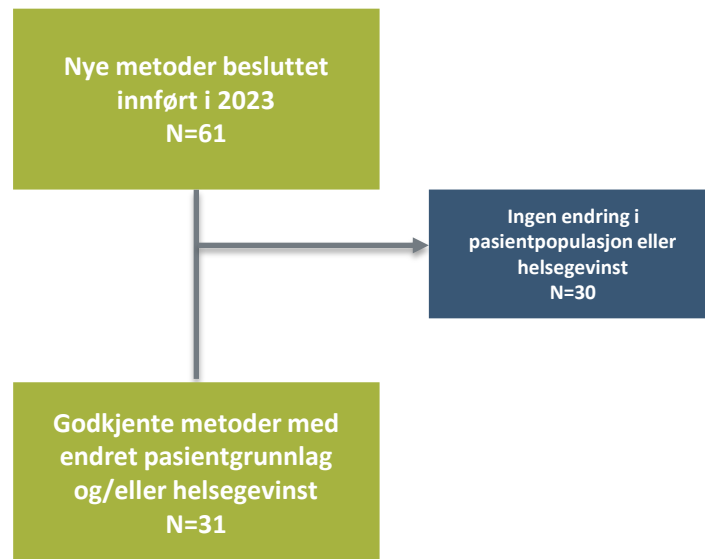 Nye metoder besluttet
innført i 2023
N=61
Ingen endring i
pasientpopulasjon eller
helsegevinst
N=30
Godkjente metoder med
endret pasientgrunnlag
og/eller helsegevinst
N=31